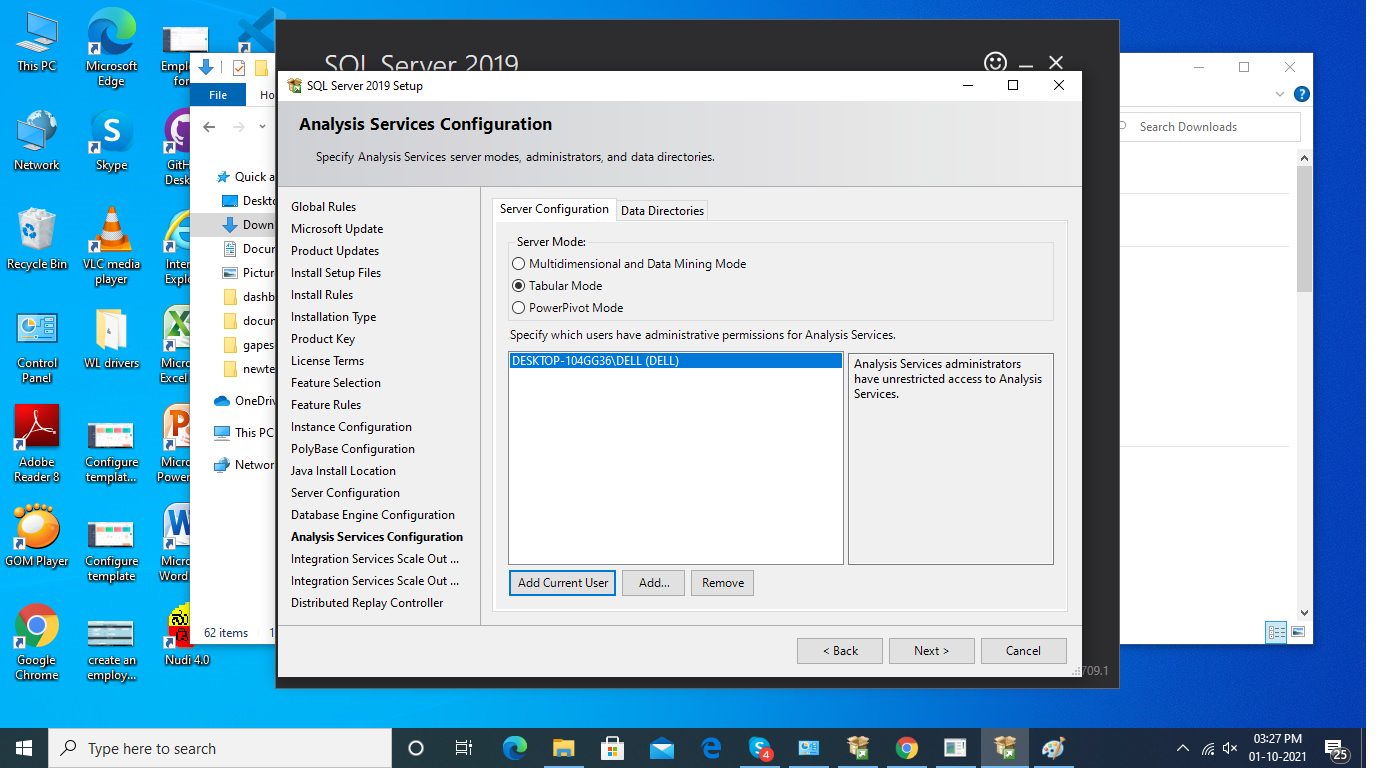 This PC
Microsoft
Edge
Empl
for
Network
Skype
GitH
Desk
Recycle Bin
VLC media
player
Inter
Explo
Control
Panel
WL drivers
Micro
Excel
Adobe
Reader 8
Configure
templat...
Micro
Power
GOM Player
Configure
template
Micro
Word
Google
Chrome
create an
employ...
Nudi 4.0
File
Ho
Quick a
Deskto
Down
Docur
Pictur
dashb
docun
gapes
newte
OneDriv
This PC
Networ
62 items
1
Search Downloads
SQL Server 2019
SQL Server 2019 Setup
Analysis Services Configuration
Specify Analysis Services server modes, administrators, and data directories.
Global Rules
Microsoft Update
Product Updates
Install Setup Files
Install Rules
Installation Type
Product Key
License Terms
Feature Selection
Feature Rules
Instance Configuration
PolyBase Configuration
Java Install Location
Server Configuration
Database Engine Configuration
Analysis Services Configuration
Integration Services Scale Out ...
Integration Services Scale Out ...
Distributed Replay Controller
Server Configuration
Data Directories
Server Mode:
Multidimensional and Data Mining Mode
Tabular Mode
PowerPivot Mode
Specify which users have administrative permissions for Analysis Services.
DESKTOP-104GG36\DELL (DELL)
Analysis Services administrators
have unrestricted access to Analysis
Services.
Add Current User
Add...
Remove
< Back
Next >
Cancel
709.1
Type here to search
4
03:27 PM
01-10-2021
25